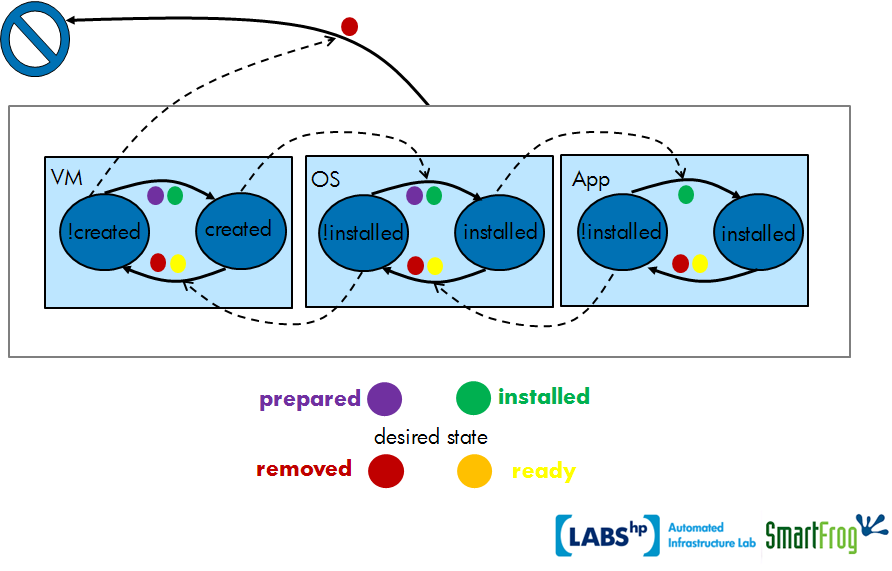 VM
OS
App
!created
created
!installed
installed
!installed
installed
prepared
installed
desired state
removed
ready
LABS hp
Automated
Infrastructure Lab
SmartFrog